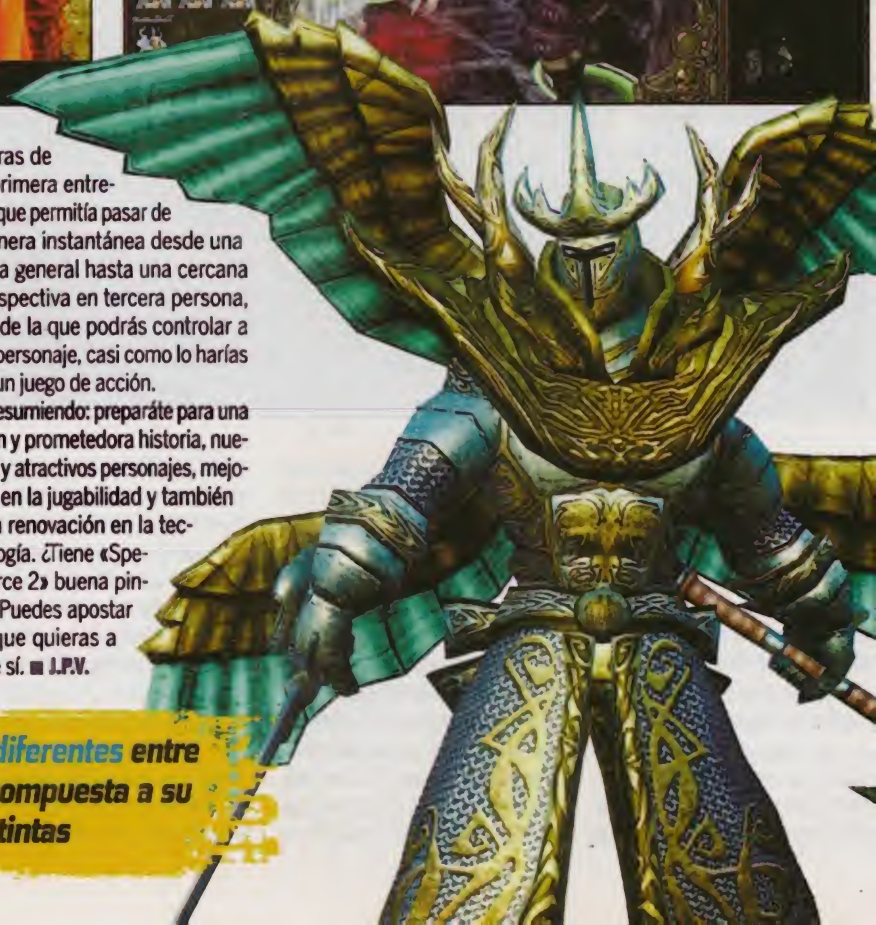 ras de
rimera entre-
que permitía pasar de
nera instantánea desde una
a general hasta una cercana
spectiva en tercera persona,
de la que podrás controlar a
personaje, casi como lo harías
un juego de acción.
esumiendo: preparáte para una
n y prometedora historia, nue-
y atractivos personajes, mejo-
en la jugabilidad y también
renovación en la tec-
ogía. ¿Tiene «Spe-
rce 2» buena pin-
Puedes apostar
que quieras a
e sí. ■ J.P.V.
diferentes entre
ompuesta a su
tintas